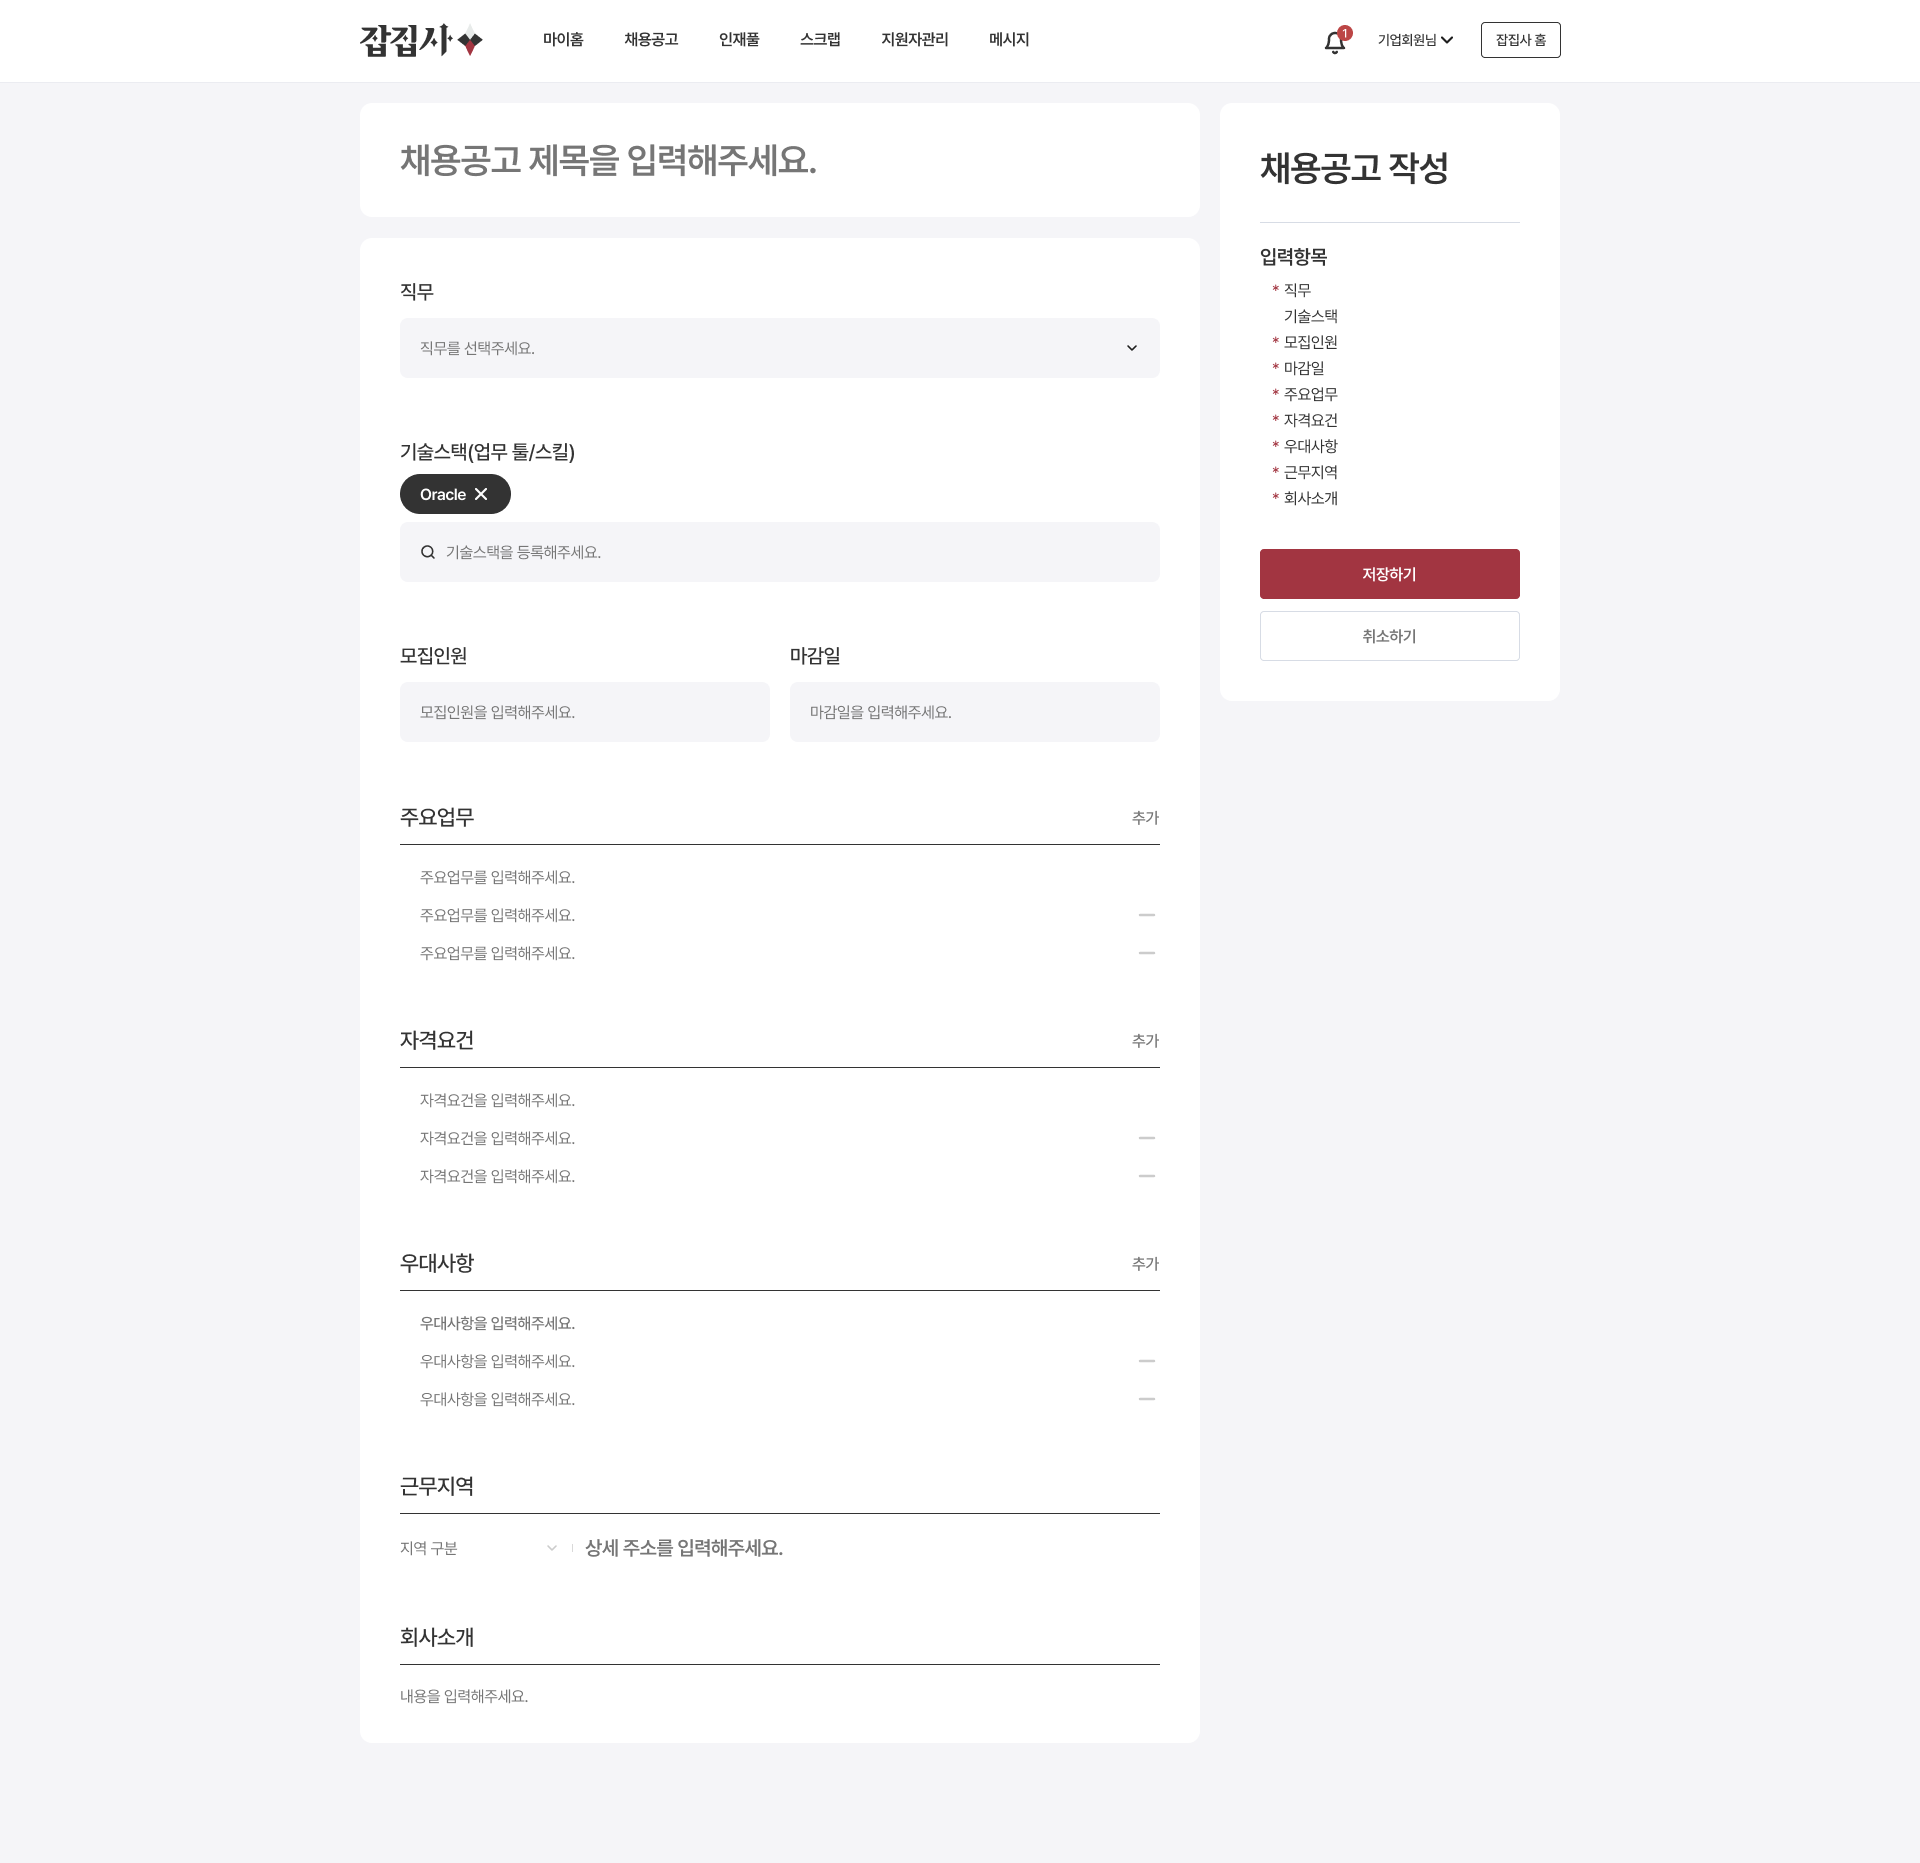 잡집사
마이홈 채용공고 인재풀 스크랩 지원자관리 메시지
1
기업회원님
잡집사 홈
채용공고 제목을 입력해주세요.
직무
직무를 선택주세요.
기술스택(업무 툴/스킬)
Oracle
기술스택을 등록해주세요.
모집인원
모집인원을 입력해주세요.
마감일
마감일을 입력해주세요.
주요업무 추가
주요업무를 입력해주세요.
주요업무를 입력해주세요.
주요업무를 입력해주세요.
자격요건 추가
자격요건을 입력해주세요.
자격요건을 입력해주세요.
자격요건을 입력해주세요.
우대사항 추가
우대사항을 입력해주세요.
우대사항을 입력해주세요.
우대사항을 입력해주세요.
근무지역
지역 구분 상세 주소를 입력해주세요.
회사소개
내용을 입력해주세요.
채용공고 작성
입력항목
* 직무
기술스택
* 모집인원
* 마감일
* 주요업무
* 자격요건
* 우대사항
* 근무지역
* 회사소개
저장하기
취소하기